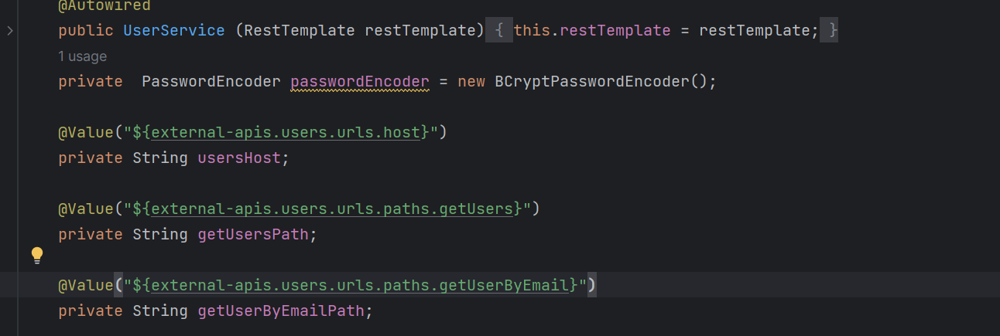 @Autowired
public UserService (RestTemplate restTemplate) { this.restTemplate = restTemplate; }
1 usage
private  PasswordEncoder passwordEncoder = new BCryptPasswordEncoder();
@Value("${external-apis.users.urls.host}")
private String usersHost;
@Value("${external-apis.users.urls.paths.getUsers}")
private String getUsersPath;
@Value("${external-apis.users.urls.paths.getUserByEmail}")
private String getUserByEmailPath;